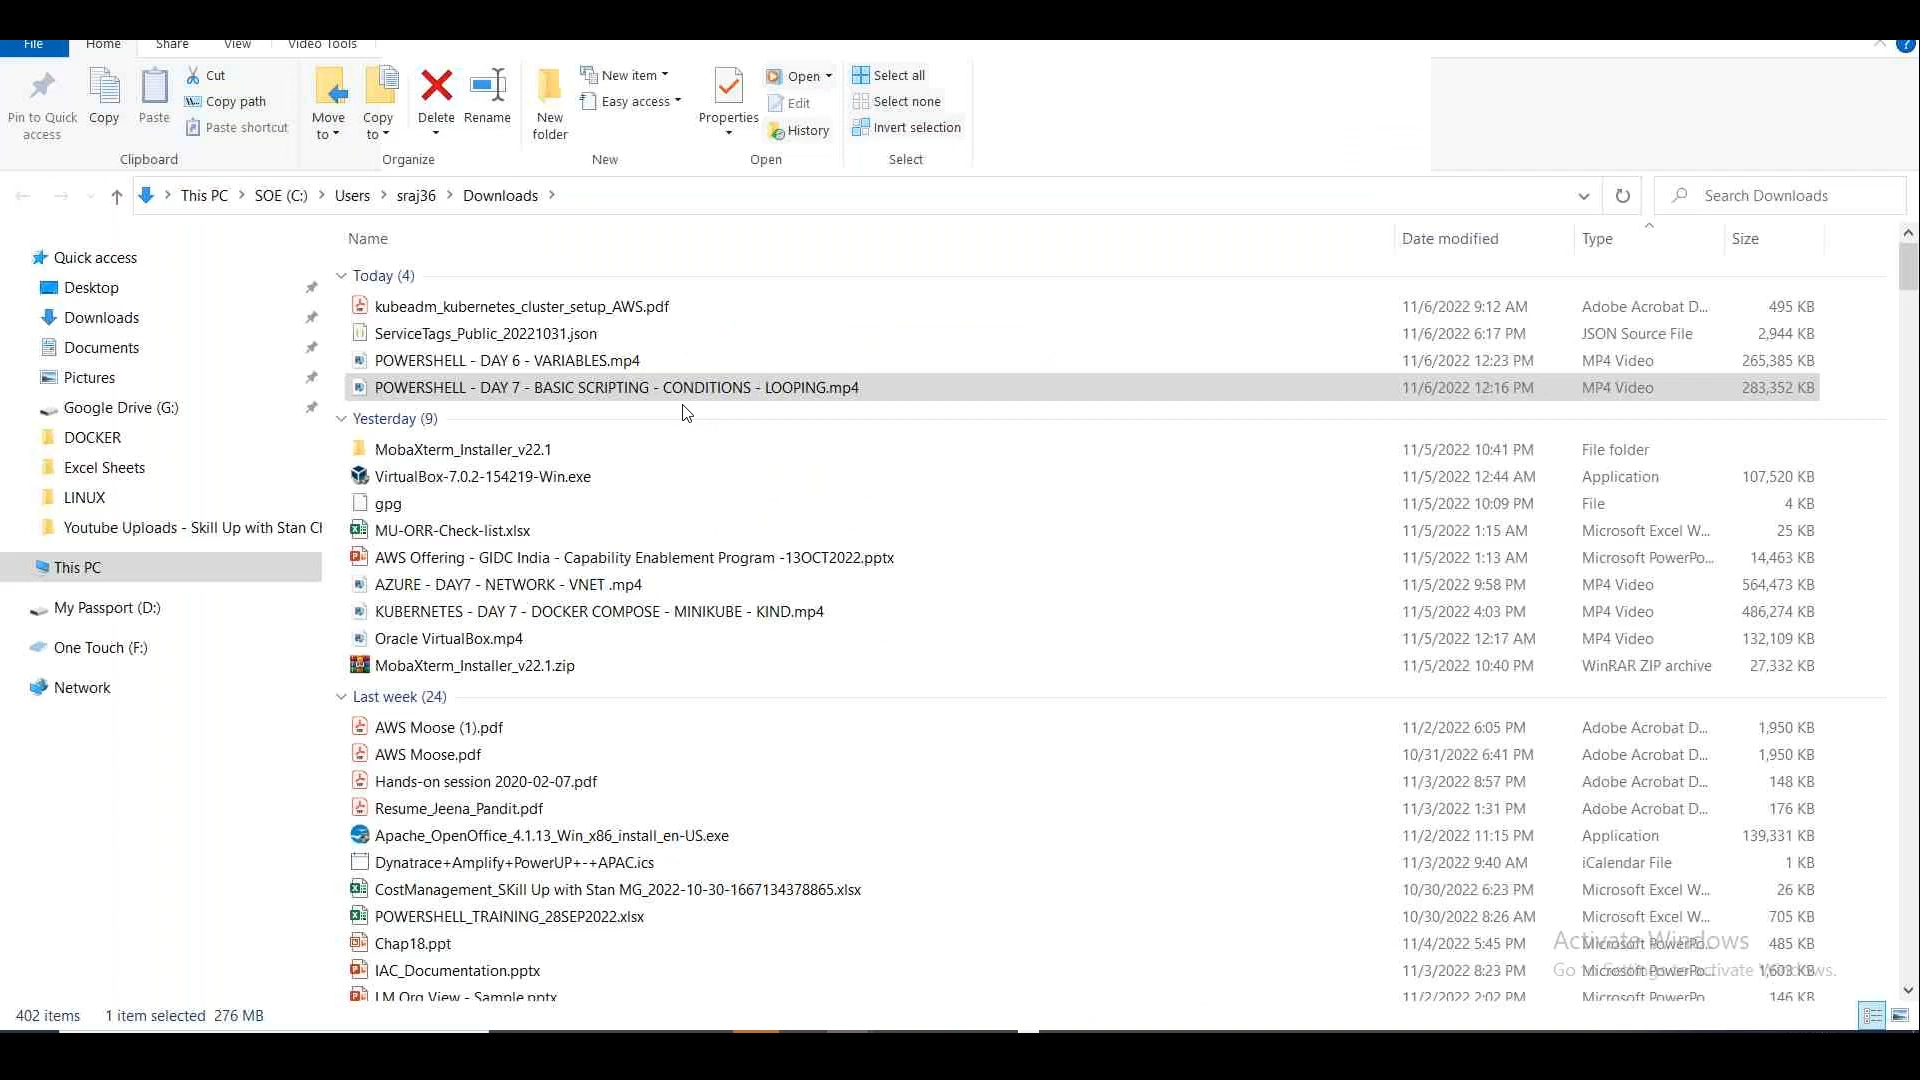 File Home Share View Video Tools
Pin to Quick access
Copy
Paste
Cut
Copy path
Paste shortcut
Clipboard
Move to
Copy to
Delete
Rename
Organize
New folder
New item
Easy access
New
Properties
Open
Edit
History
Open
Select all
Select none
Invert selection
Select
This PC > SOE (C:) > Users > sraj36 > Downloads >
Search Downloads
Name Date modified Type Size
Quick access
Desktop
Downloads
Documents
Pictures
Google Drive (G:)
DOCKER
Excel Sheets
LINUX
Youtube Uploads - Skill Up with Stan Cl
This PC
My Passport (D:)
One Touch (F:)
Network
Today (4)
kubeadm_kubernetes_cluster_setup_AWS.pdf 11/6/2022 9:12 AM Adobe Acrobat D... 495 KB
ServiceTags_Public_20221031.json 11/6/2022 6:17 PM JSON Source File 2,944 KB
POWERSHELL - DAY 6 - VARIABLES.mp4 11/6/2022 12:23 PM MP4 Video 265,385 KB
POWERSHELL - DAY 7 - BASIC SCRIPTING - CONDITIONS - LOOPING.mp4 11/6/2022 12:16 PM MP4 Video 283,352 KB
Yesterday (9)
MobaXterm_Installer_v22.1 11/5/2022 10:41 PM File folder
VirtualBox-7.0.2-154219-Win.exe 11/5/2022 12:44 AM Application 107,520 KB
gpg 11/5/2022 10:09 PM File 4 KB
MU-ORR-Check-list.xlsx 11/5/2022 1:15 AM Microsoft Excel W... 25 KB
AWS Offering - GIDC India - Capability Enablement Program -13OCT2022.pptx 11/5/2022 1:13 AM Microsoft PowerPo... 14,463 KB
AZURE - DAY7 - NETWORK - VNET .mp4 11/5/2022 9:58 PM MP4 Video 564,473 KB
KUBERNETES - DAY 7 - DOCKER COMPOSE - MINIKUBE - KIND.mp4 11/5/2022 4:03 PM MP4 Video 486,274 KB
Oracle VirtualBox.mp4 11/5/2022 12:17 AM MP4 Video 132,109 KB
MobaXterm_Installer_v22.1.zip 11/5/2022 10:40 PM WinRAR ZIP archive 27,332 KB
Last week (24)
AWS Moose (1).pdf 11/2/2022 6:05 PM Adobe Acrobat D... 1,950 KB
AWS Moose.pdf 10/31/2022 6:41 PM Adobe Acrobat D... 1,950 KB
Hands-on session 2020-02-07.pdf 11/3/2022 8:57 PM Adobe Acrobat D... 148 KB
Resume_Jeena_Pandit.pdf 11/3/2022 1:31 PM Adobe Acrobat D... 176 KB
Apache_OpenOffice_4.1.13_Win_x86_install_en-US.exe 11/2/2022 11:15 PM Application 139,331 KB
Dynatrace+Amplify+PowerUP+-+APAC.ics 11/3/2022 9:40 AM iCalendar File 1 KB
CostManagement_SKill Up with Stan MG_2022-10-30-1667134378865.xlsx 10/30/2022 6:23 PM Microsoft Excel W... 26 KB
POWERSHELL_TRAINING_28SEP2022.xlsx 10/30/2022 8:26 AM Microsoft Excel W... 705 KB
Chap18.ppt 11/4/2022 5:45 PM Microsoft PowerPo... 485 KB
IAC_Documentation.pptx 11/3/2022 8:23 PM Microsoft PowerPo... 1,603 KB
LM Org View - Sample.pptx 11/2/2022 2:02 PM Microsoft PowerPo 146 KB
Activate Windows
Go to Settings to activate Windows.
402 items 1 item selected 276 MB